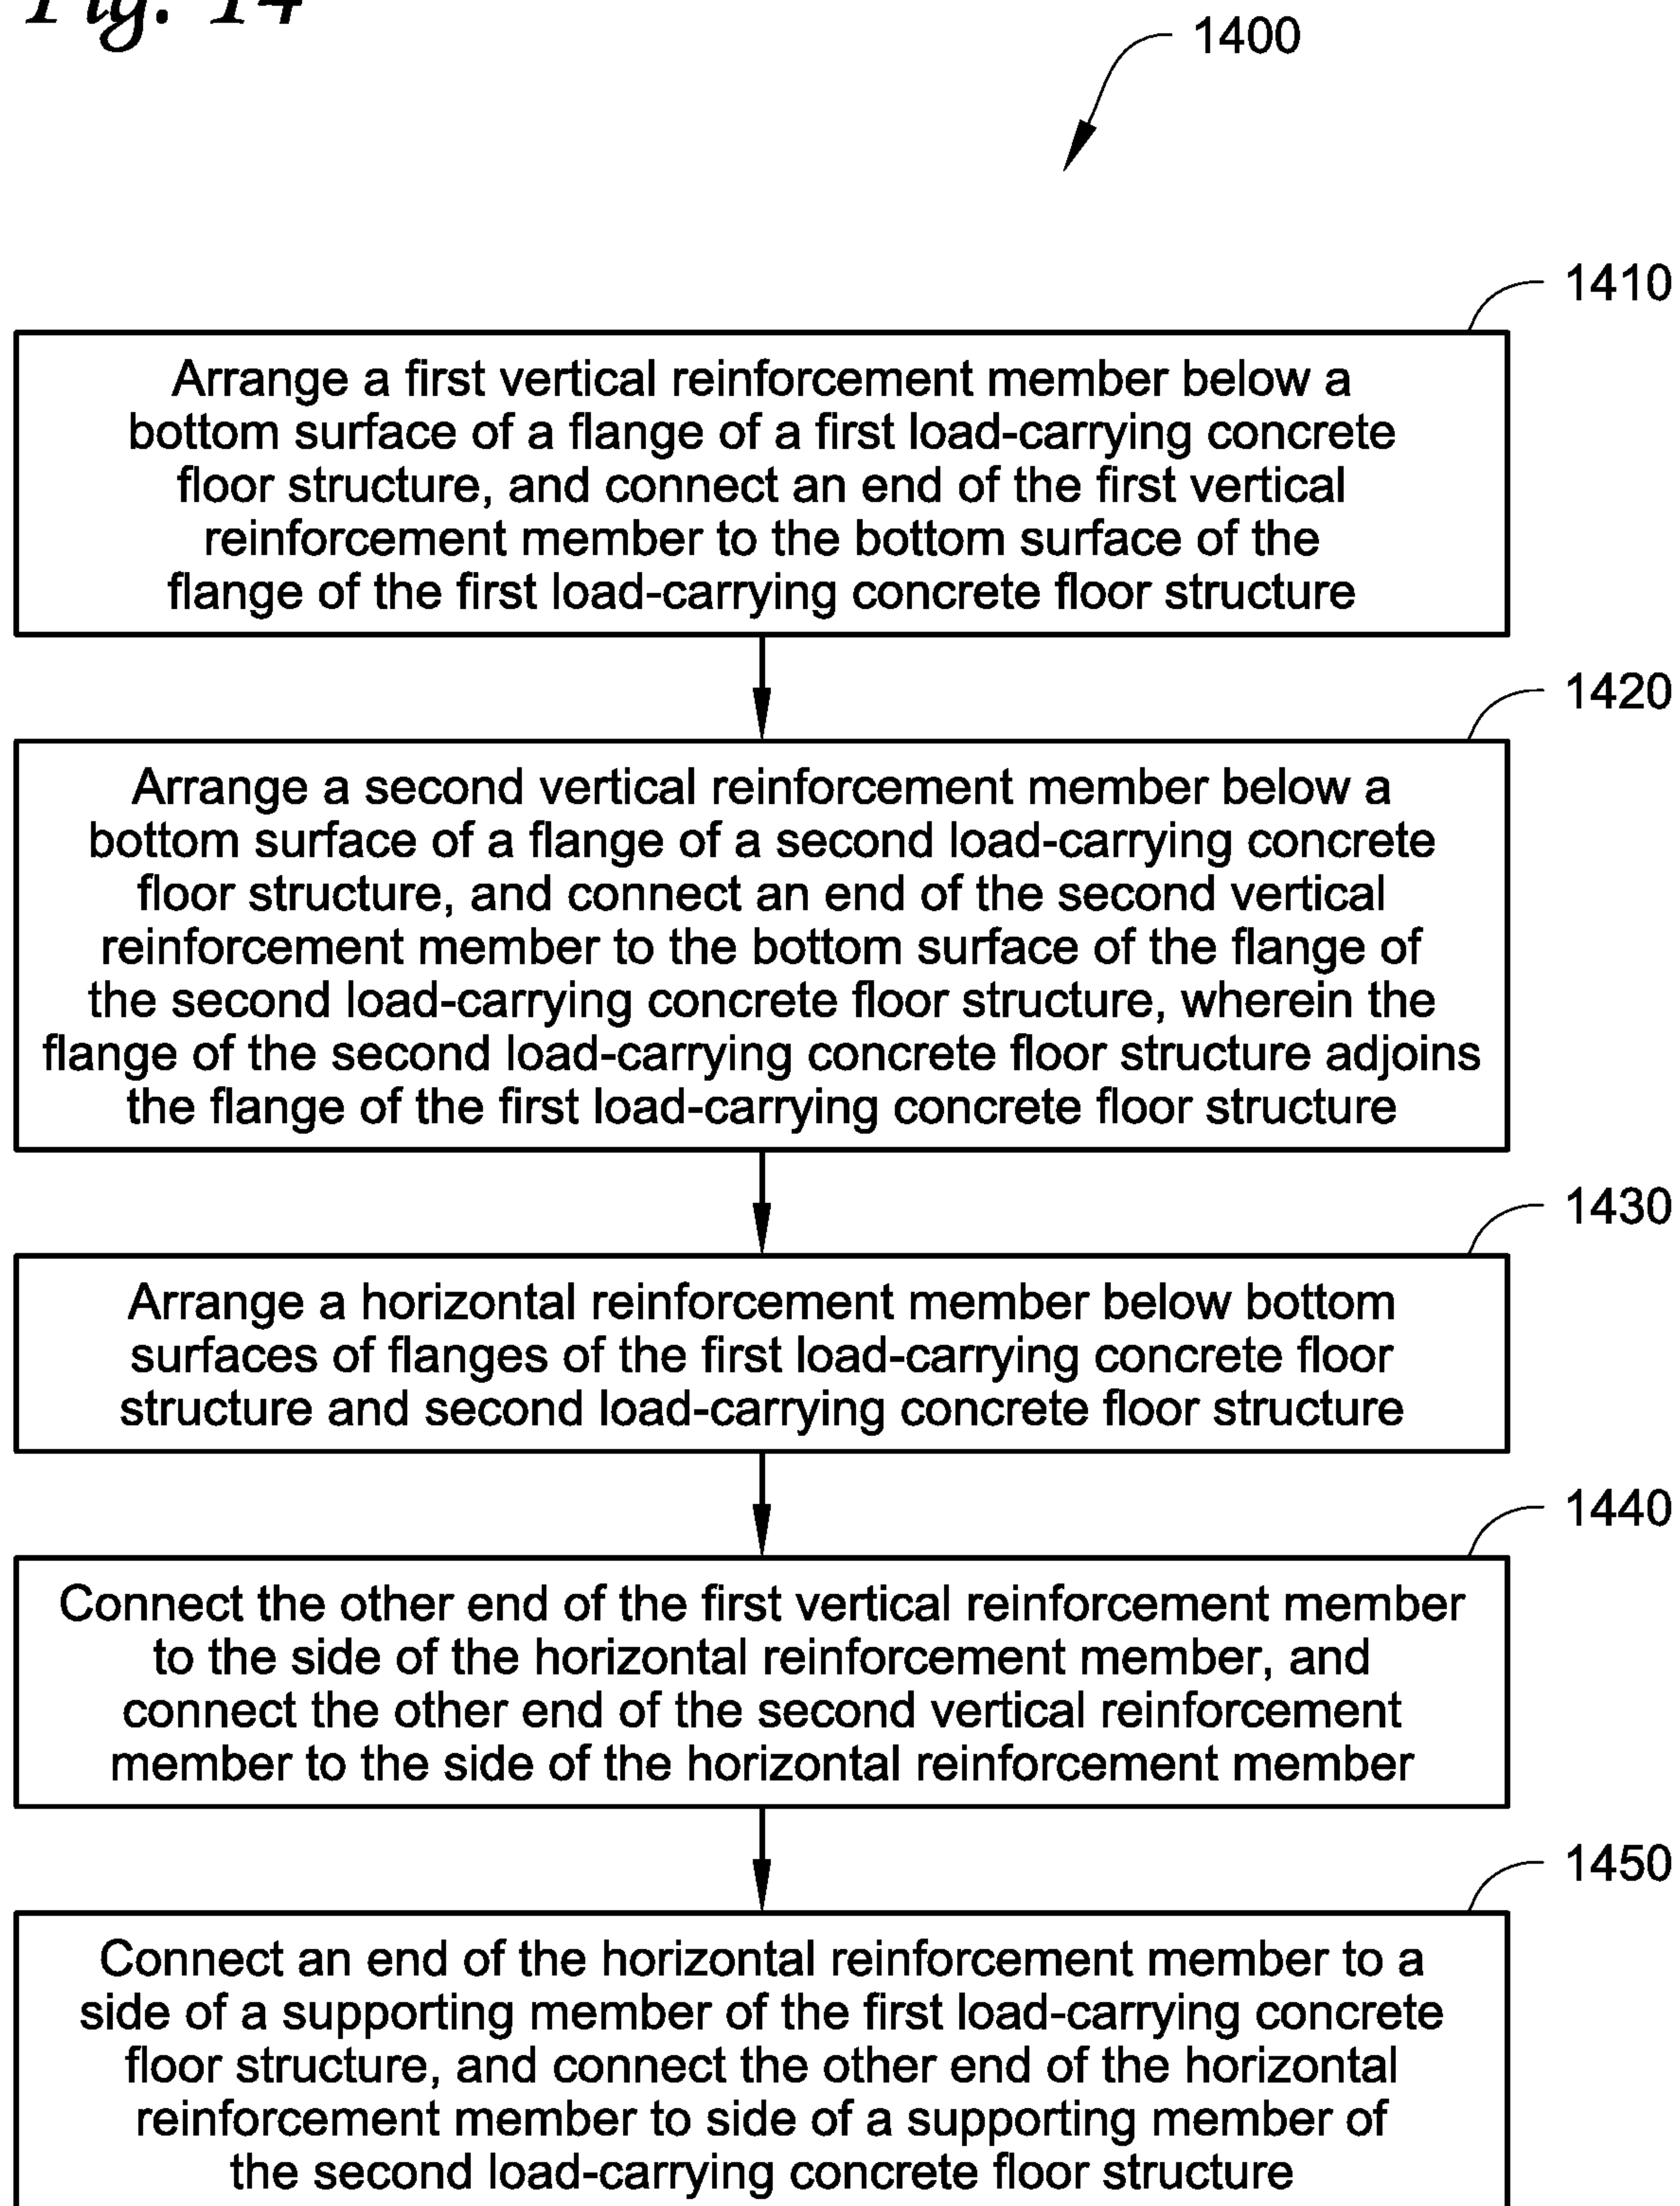 Fig. 14
1400
1410
Arrange a first vertical reinforcement member below a
bottom surface of a flange of a first load-carrying concrete
floor structure, and connect an end of the first vertical
reinforcement member to the bottom surface of the
flange of the first load-carrying concrete floor structure
1420
Arrange a second vertical reinforcement member below a
bottom surface of a flange of a second load-carrying concrete
floor structure, and connect an end of the second vertical
reinforcement member to the bottom surface of the flange of
the second load-carrying concrete floor structure, wherein the
flange of the second load-carrying concrete floor structure adjoins
the flange of the first load-carrying concrete floor structure
1430
Arrange a horizontal reinforcement member below bottom
surfaces of flanges of the first load-carrying concrete floor
structure and second load-carrying concrete floor structure
1440
Connect the other end of the first vertical reinforcement member
to the side of the horizontal reinforcement member, and
connect the other end of the second vertical reinforcement
member to the side of the horizontal reinforcement member
1450
Connect an end of the horizontal reinforcement member to a
side of a supporting member of the first load-carrying concrete
floor structure, and connect the other end of the horizontal
reinforcement member to side of a supporting member of
the second load-carrying concrete floor structure